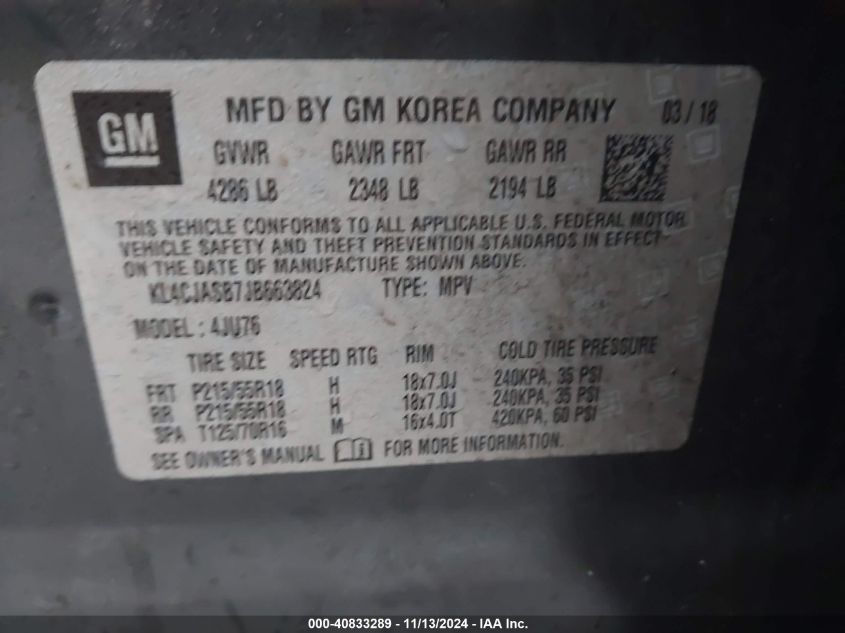 GM
MFD BY GM KOREA COMPANY 03/18
GVWR GAWR FRT GAWR RR
4286 LB 2348 LB 2194 LB
THIS VEHICLE CONFORMS TO ALL APPLICABLE U.S. FEDERAL MOTOR
VEHICLE SAFETY AND THEFT PREVENTION STANDARDS IN EFFECT
ON THE DATE OF MANUFACTURE SHOWN ABOVE.
KL4CJASB7JB663824 TYPE: MPV
MODEL: 4JU76
TIRE SIZE SPEED RTG RIM COLD TIRE PRESSURE
FRT P215/55R18 H 18x7.0J 240KPA, 35 PSI
RR P215/55R18 H 18x7.0J 240KPA, 35 PSI
SPA T125/70R16 M 16x4.0T 420KPA, 60 PSI
SEE OWNER'S MANUAL FOR MORE INFORMATION.
000-40833289 - 11/13/2024 - IAA Inc.